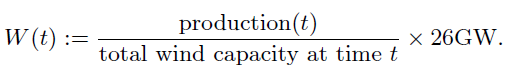 W(t) := production(t) / total wind capacity at time t × 26GW.